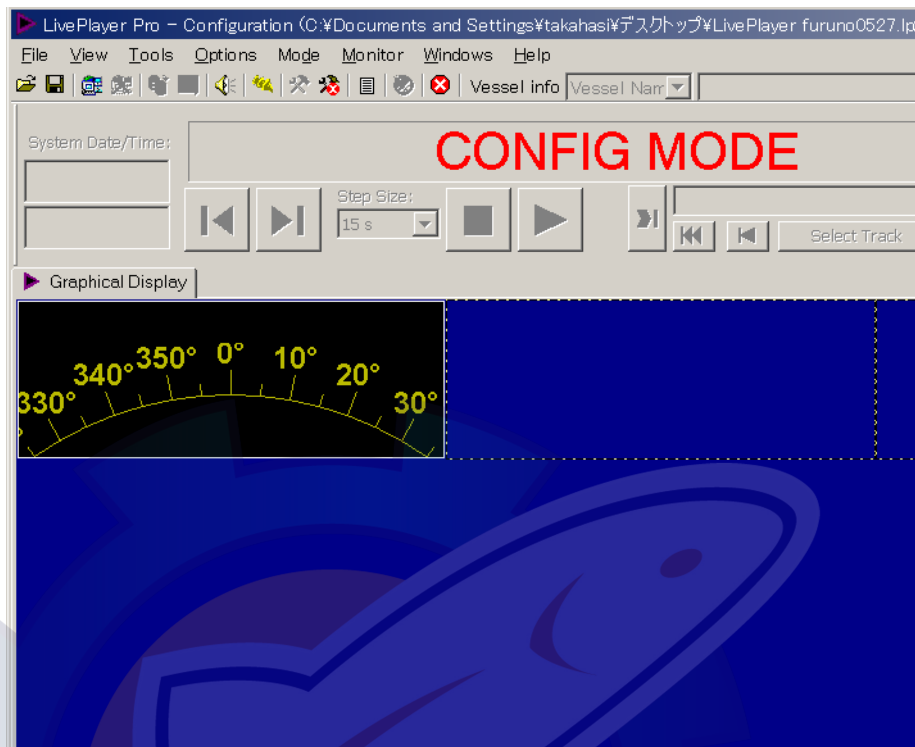 LivePlayer Pro - Configuration (C:¥Documents and Settings¥takahasi¥デスクトップ¥LivePlayer furuno0527.lp
File View Tools Options Mode Monitor Windows Help
Vessel info Vessel Nam
System Date/Time:
CONFIG MODE
Step Size:
15 s
Select Track
Graphical Display
330° 340° 350° 0° 10° 20° 30°